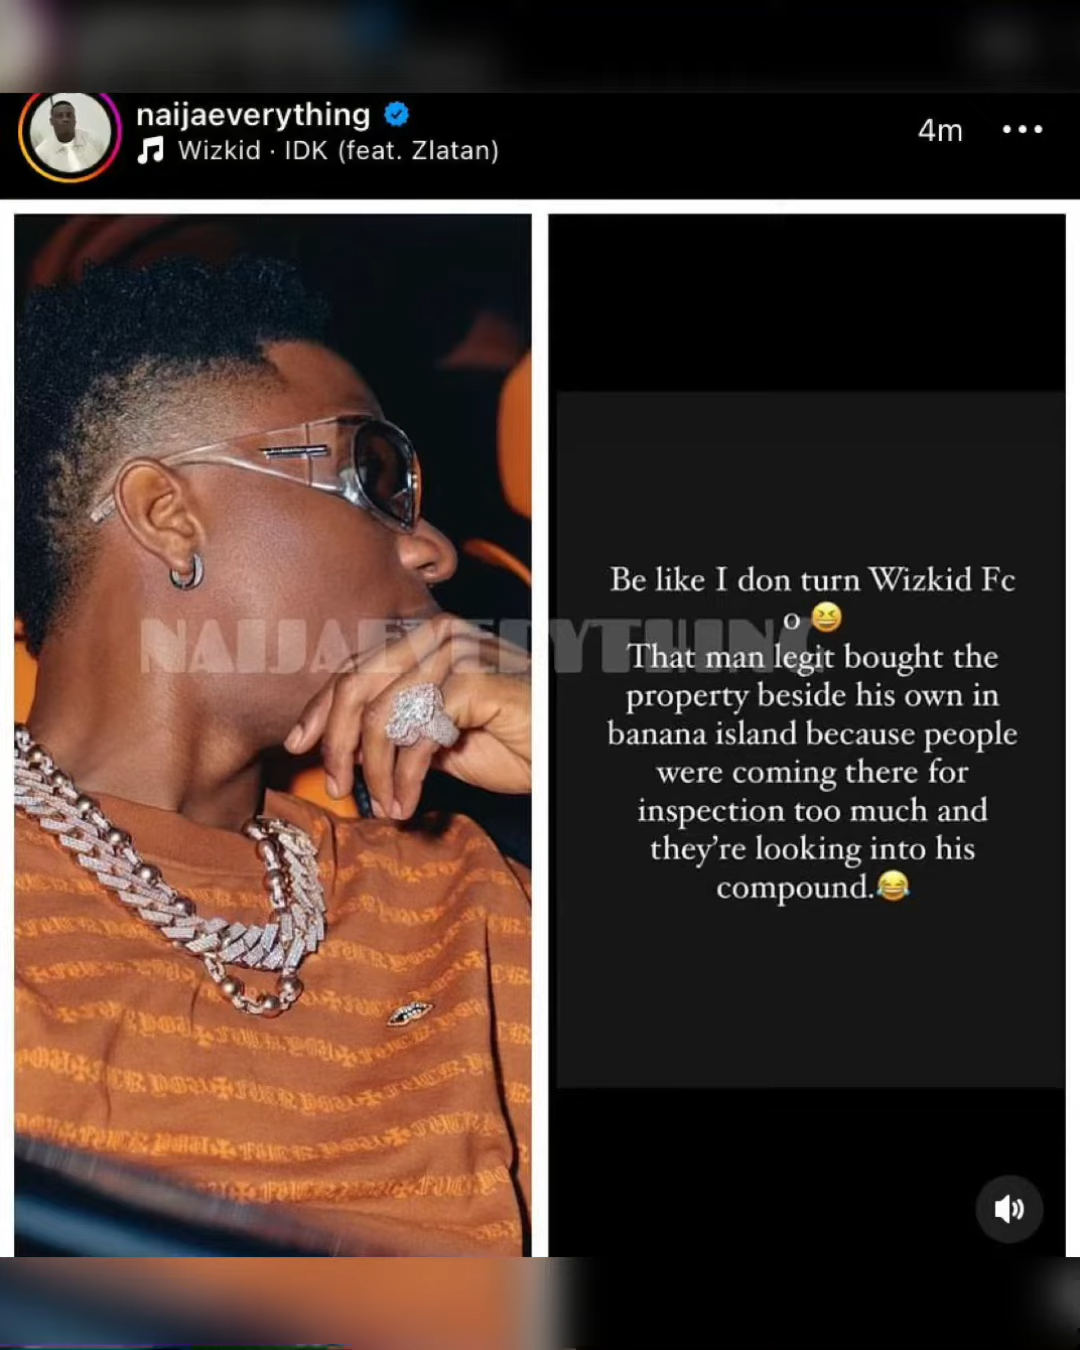 naijaeverything
Wizkid · IDK (feat. Zlatan)
4m
NAIJAEVERYTHING
Be like I don turn Wizkid Fc
o 😆
That man legit bought the
property beside his own in
banana island because people
were coming there for
inspection too much and
they’re looking into his
compound.😂